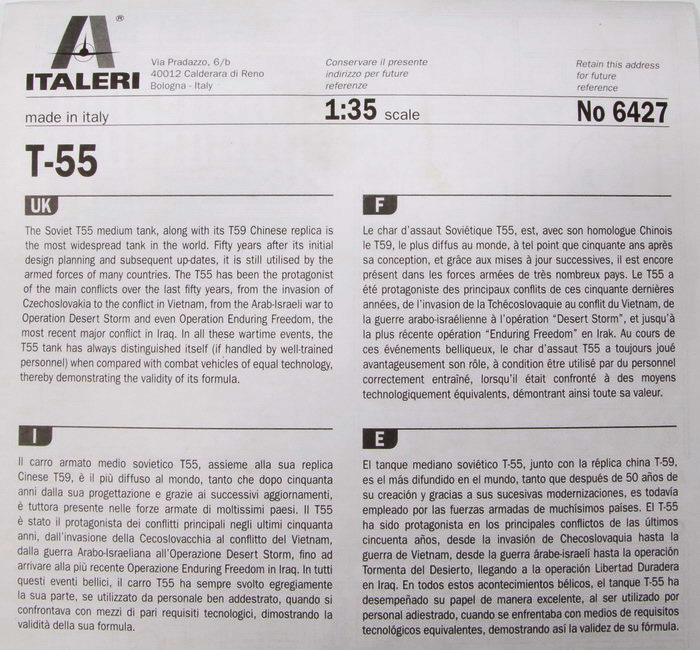 A®
ITALERI
Via Pradazzo, 6/b
40012 Calderara di Reno
Bologna - Italy
Conservare il presente
indirizzo per future
referenze
Retain this address
for future
reference
made in italy
1:35 scale
No 6427
T-55
UK
The Soviet T55 medium tank, along with its T59 Chinese replica is
the most widespread tank in the world. Fifty years after its initial
design planning and subsequent up-dates, it is still utilised by the
armed forces of many countries. The T55 has been the protagonist
of the main conflicts over the last fifty years, from the invasion of
Czechoslovakia to the conflict in Vietnam, from the Arab-Israeli war to
Operation Desert Storm and even Operation Enduring Freedom, the
most recent major conflict in Iraq. In all these wartime events, the
T55 tank has always distinguished itself (if handled by well-trained
personnel) when compared with combat vehicles of equal technology,
thereby demonstrating the validity of its formula.
F
Le char d'assaut Soviétique T55, est, avec son homologue Chinois
le T59, le plus diffus au monde, à tel point que cinquante ans après
sa conception, et grâce aux mises à jour successives, il est encore
présent dans les forces armées de très nombreux pays. Le T55 a
été protagoniste des principaux conflits de ces cinquante dernières
années, de l'invasion de la Tchécoslovaquie au conflit du Vietnam, de
la guerre arabo-israélienne à l'opération "Desert Storm", et jusqu'à
la plus récente opération "Enduring Freedom" en Irak. Au cours de
ces événements belliqueux, le char d'assaut T55 a toujours joué
avantageusement son rôle, à condition être utilisé par du personnel
correctement entraîné, lorsqu'il était confronté à des moyens
technologiquement équivalents, démontrant ainsi toute sa valeur.
I
Il carro armato medio sovietico T55, assieme alla sua replica
Cinese T59, è il più diffuso al mondo, tanto che dopo cinquanta
anni dalla sua progettazione e grazie ai successivi aggiornamenti,
è tuttora presente nelle forze armate di moltissimi paesi. Il T55
è stato il protagonista dei conflitti principali negli ultimi cinquanta
anni, dall'invasione della Cecoslovacchia al conflitto del Vietnam,
dalla guerra Arabo-Israeliana all'Operazione Desert Storm, fino ad
arrivare alla più recente Operazione Enduring Freedom in Iraq. In tutti
questi eventi bellici, il carro T55 ha sempre svolto egregiamente
la sua parte, se utilizzato da personale ben addestrato, quando si
confrontava con mezzi di pari requisiti tecnologici, dimostrando la
validità della sua formula.
E
El tanque mediano soviético T-55, junto con la réplica china T-59,
es el más difundido en el mundo, tanto que después de 50 años de
su creación y gracias a sus sucesivas modernizaciones, es todavía
empleado por las fuerzas armadas de muchísimos países. El T-55
ha sido protagonista en los principales conflictos de las últimos
cincuenta años, desde la invasión de Checoslovaquia hasta la
guerra de Vietnam, desde la guerra árabe-israelí hasta la operación
Tormenta del Desierto, llegando a la operación Libertad Duradera
en Iraq. En todos estos acontecimientos bélicos, el tanque T-55 ha
desempeñado su papel de manera excelente, al ser utilizado por
personal adiestrado, cuando se enfrentaba con medios de requisitos
tecnológicos equivalentes, demostrando así la validez de su fórmula.